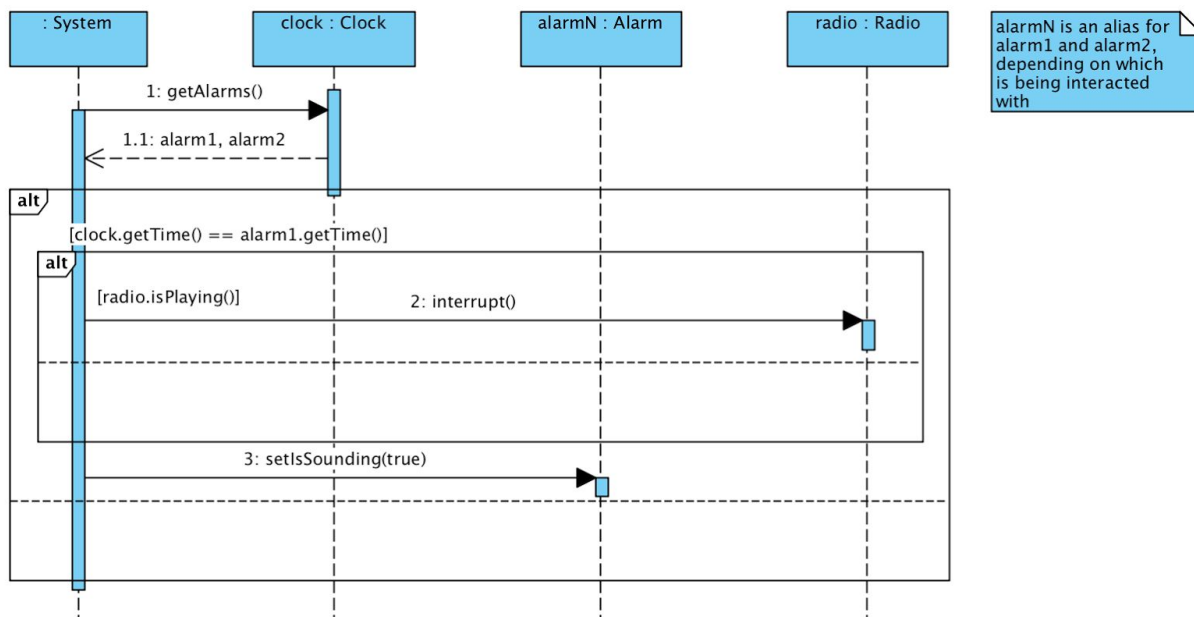 : System
clock : Clock
alarmN : Alarm
radio : Radio
alarmN is an alias for
alarm1 and alarm2,
depending on which
is being interacted
with
1: getAlarms()
1.1: alarm1, alarm2
alt
[clock.getTime() == alarm1.getTime()]
alt
[radio.isPlaying()]
2: interrupt()
3: setIsSounding(true)